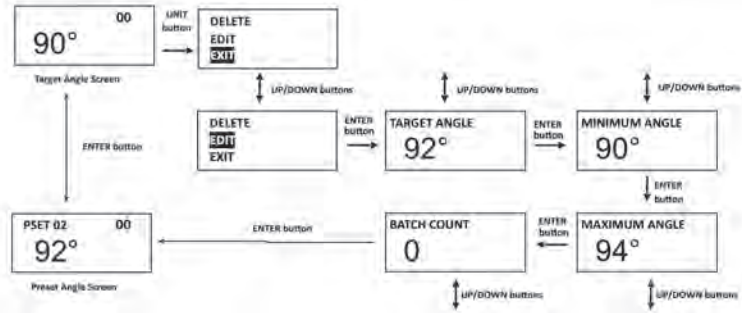 00
90°
Target Angle Screen
UNIT
button
DELETE
EDIT
EXIT
UP/DOWN buttons
UP/DOWN buttons
UP/DOWN buttons
ENTER button
DELETE
EDIT
EXIT
ENTER
button
TARGET ANGLE
92°
ENTER
button
MINIMUM ANGLE
90°
ENTER
button
PSET 02 00
92°
Preset Angle Screen
ENTER button
BATCH COUNT
0
ENTER
button
MAXIMUM ANGLE
94°
UP/DOWN buttons
UP/DOWN buttons